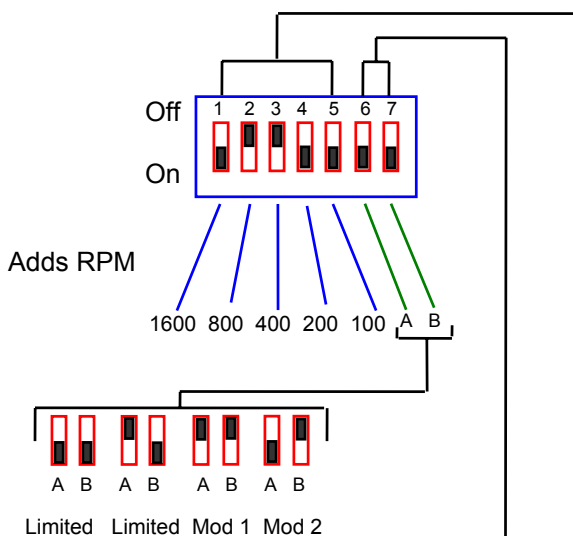 Off 1 2 3 4 5 6 7
On
Adds RPM
1600 800 400 200 100 A B
A B A B A B A B
Limited Limited Mod 1 Mod 2